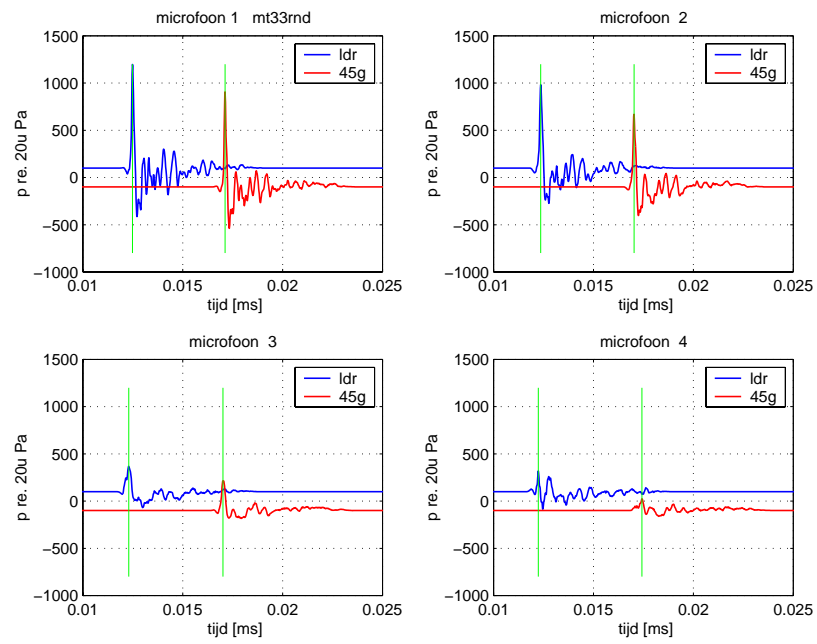 microfoon 1   mt33rnd
1500
1000
500
0
−500
−1000
0.01
0.015
0.02
0.025
p re. 20u Pa
tijd [ms]
ldr
45g
microfoon  2
1500
1000
500
0
−500
−1000
0.01
0.015
0.02
0.025
p re. 20u Pa
tijd [ms]
ldr
45g
microfoon  3
1500
1000
500
0
−500
−1000
0.01
0.015
0.02
0.025
p re. 20u Pa
tijd [ms]
ldr
45g
microfoon  4
1500
1000
500
0
−500
−1000
0.01
0.015
0.02
0.025
p re. 20u Pa
tijd [ms]
ldr
45g